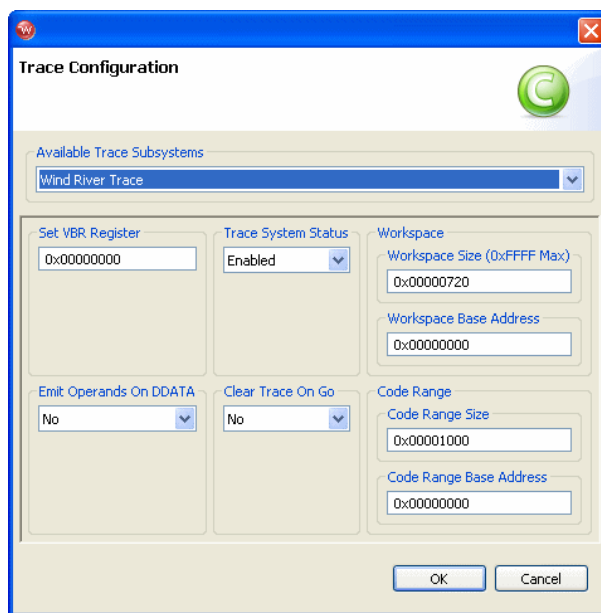 Trace Configuration
C
Available Trace Subsystems
Wind River Trace
Set VBR Register
0x00000000
Trace System Status
Enabled
Workspace
Workspace Size (0xFFFF Max)
0x00000720
Workspace Base Address
0x00000000
Emit Operands On DDATA
No
Clear Trace On Go
No
Code Range
Code Range Size
0x00001000
Code Range Base Address
0x00000000
OK
Cancel